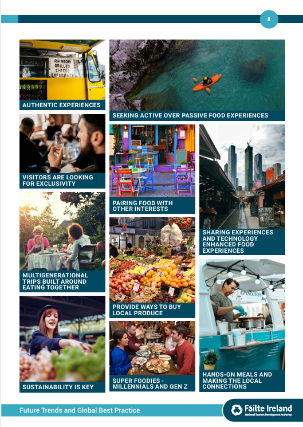 8
AUTHENTIC EXPERIENCES
SEEKING ACTIVE OVER PASSIVE FOOD EXPERIENCES
VISITORS ARE LOOKING
FOR EXCLUSIVITY
PAIRING FOOD WITH
OTHER INTERESTS
SHARING EXPERIENCES
AND TECHNOLOGY
ENHANCED FOOD
EXPERIENCES
MULTIGENERATIONAL
TRIPS BUILT AROUND
EATING TOGETHER
PROVIDE WAYS TO BUY
LOCAL PRODUCE
SUSTAINABILITY IS KEY
SUPER FOODIES -
MILLENNIALS AND GEN Z
HANDS-ON MEALS AND
MAKING THE LOCAL
CONNECTIONS
Future Trends and Global Best Practice
Fáilte Ireland
National Tourism Development Authority